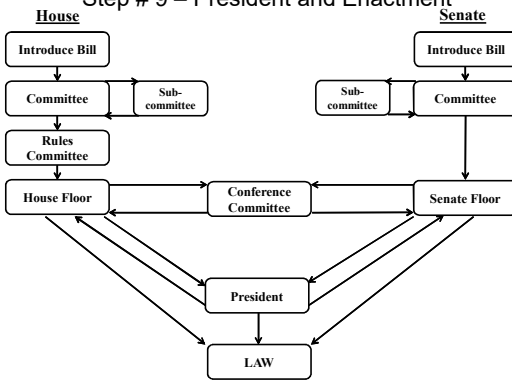 Step # 9 – President and Enactment
House
Senate
Introduce Bill
Introduce Bill
Committee
Sub-
committee
Sub-
committee
Committee
Rules
Committee
House Floor
Conference
Committee
Senate Floor
President
LAW